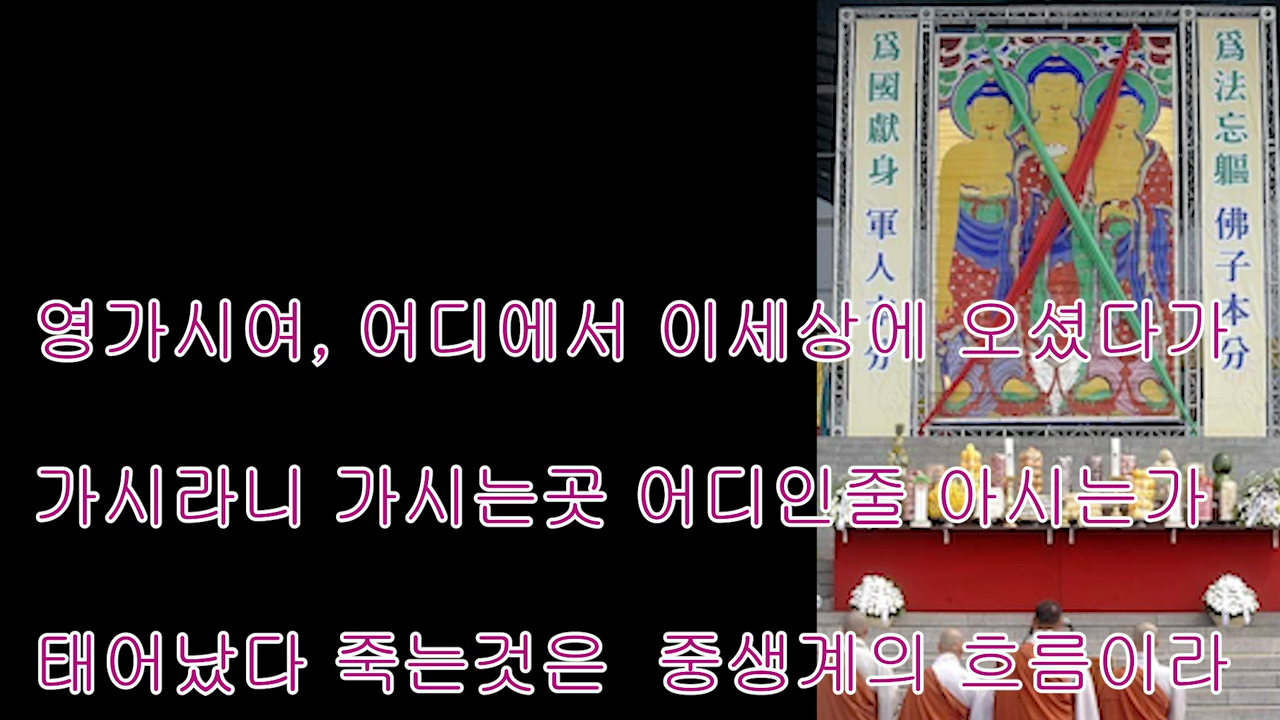 爲國獻身 軍人本分
爲法忘軀 佛子本分
영가시여, 어디에서 이세상에 오셨다가
가시라니 가시는곳 어디인줄 아시는가
태어났다 죽는것은 중생계의 흐름이라